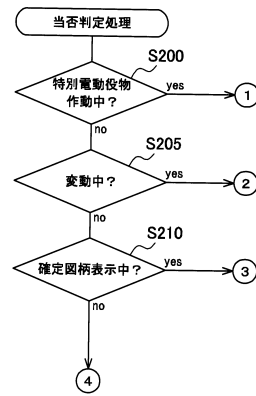 当否判定処理
S200
特別電動役物
作動中？
yes
1
no
S205
変動中？
yes
2
no
S210
確定図柄表示中？
yes
3
no
4